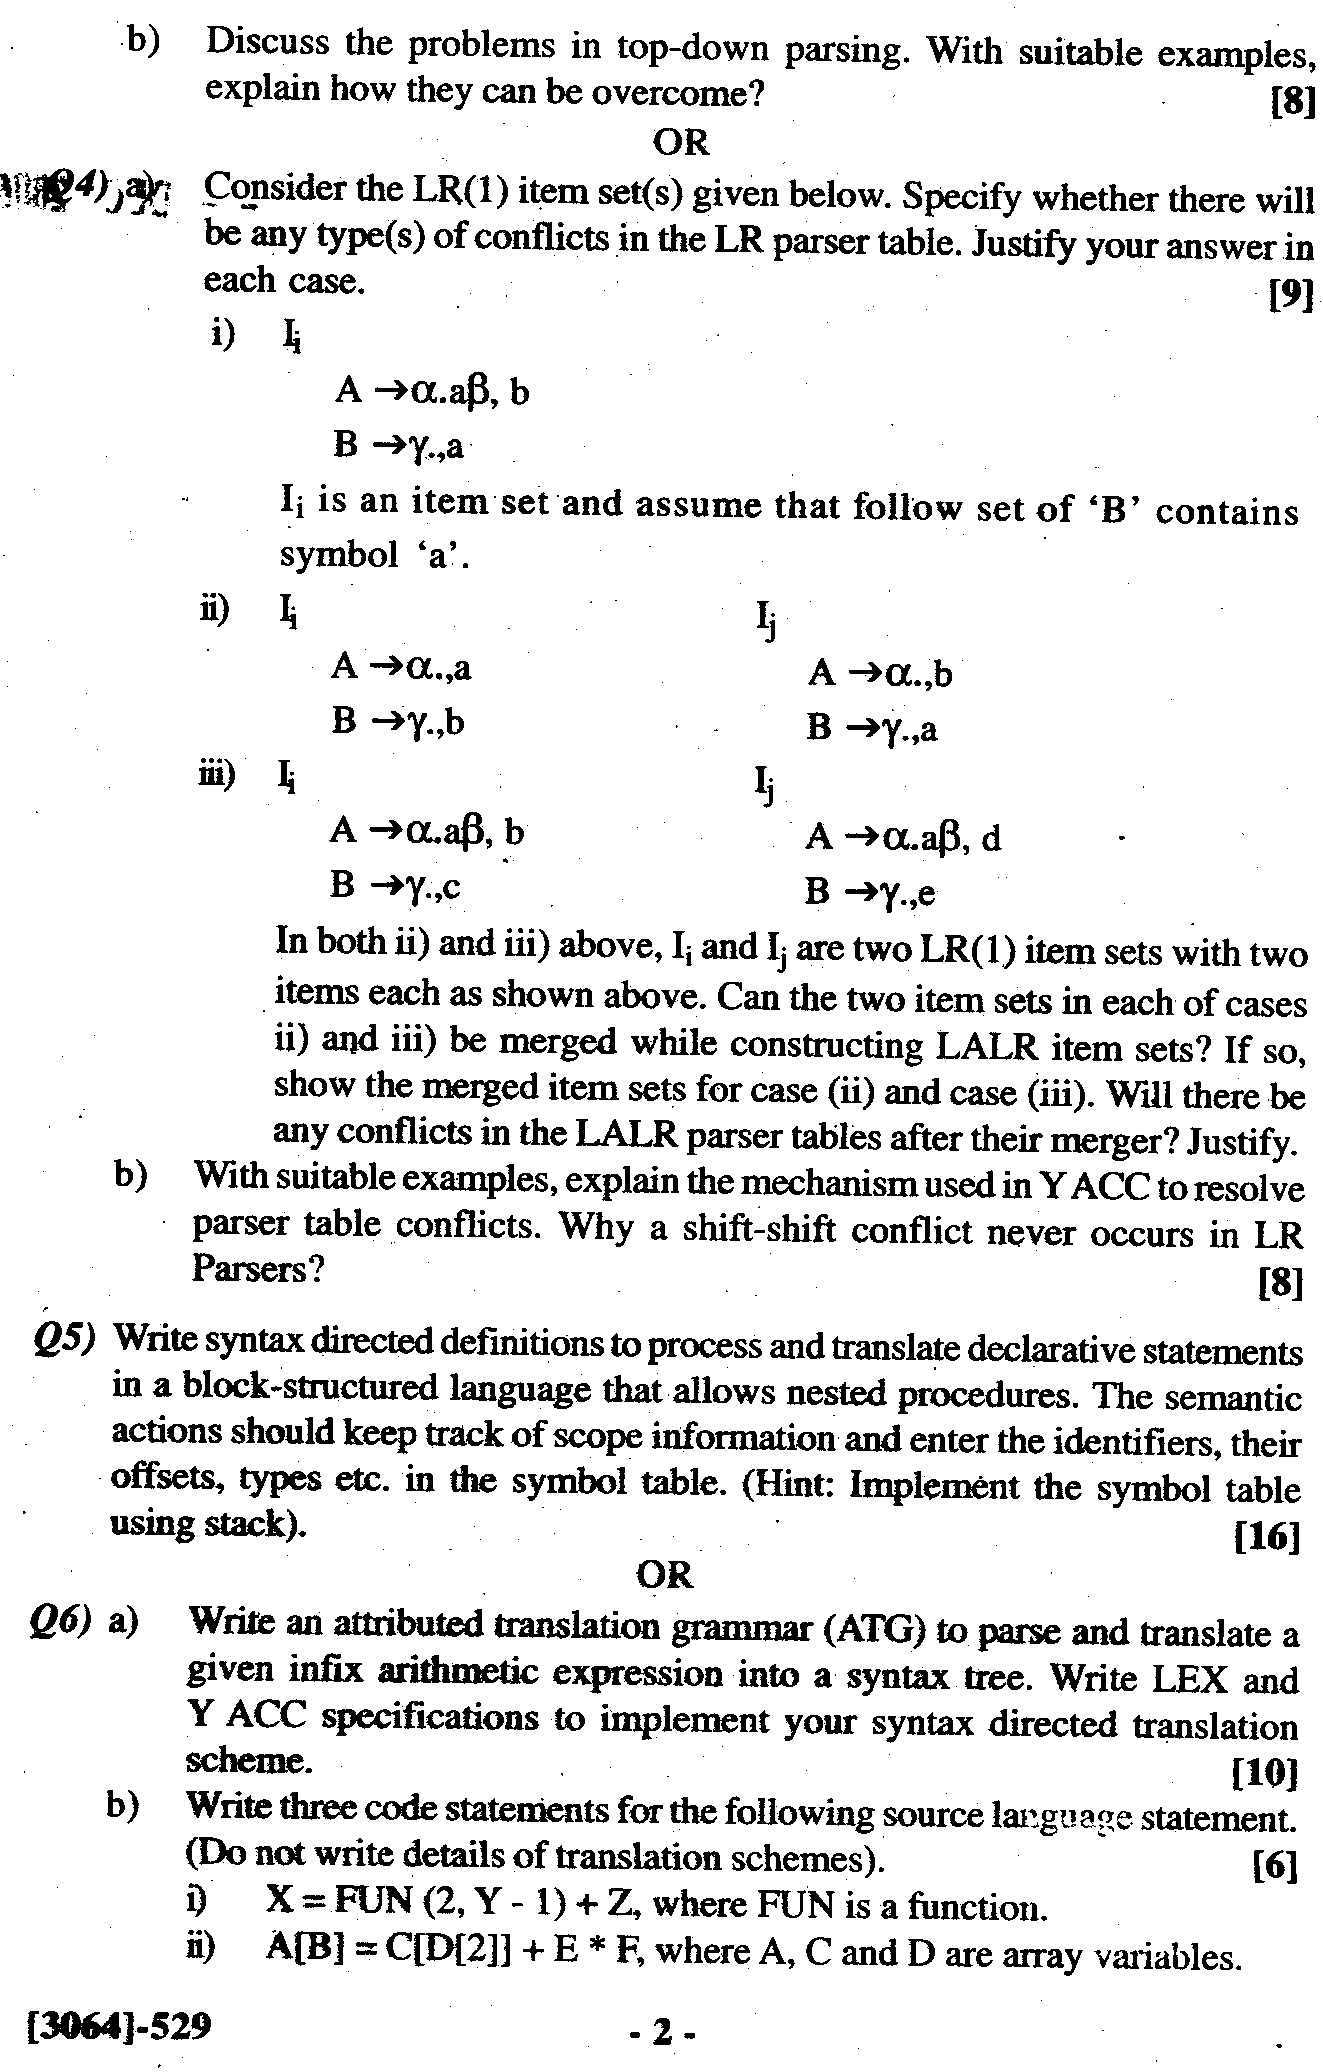 b) Discuss the problems in top-down parsing. With suitable examples,
explain how they can be overcome? [8]
OR
Q4) a) Consider the LR(1) item set(s) given below. Specify whether there will
be any type(s) of conflicts in the LR parser table. Justify your answer in
each case. [9]
i) Ii
A →α.aβ, b
B →γ.,a
Ii is an item set and assume that follow set of ‘B’ contains
symbol ‘a’.
ii) Ii Ij
A →α.,a A →α.,b
B →γ.,b B →γ.,a
iii) Ii Ij
A →α.aβ, b A →α.aβ, d
B →γ.,c B →γ.,e
In both ii) and iii) above, Ii and Ij are two LR(1) item sets with two
items each as shown above. Can the two item sets in each of cases
ii) and iii) be merged while constructing LALR item sets? If so,
show the merged item sets for case (ii) and case (iii). Will there be
any conflicts in the LALR parser tables after their merger? Justify.
b) With suitable examples, explain the mechanism used in Y ACC to resolve
parser table conflicts. Why a shift-shift conflict never occurs in LR
Parsers? [8]
Q5) Write syntax directed definitions to process and translate declarative statements
in a block-structured language that allows nested procedures. The semantic
actions should keep track of scope information and enter the identifiers, their
offsets, types etc. in the symbol table. (Hint: Implement the symbol table
using stack). [16]
OR
Q6) a) Write an attributed translation grammar (ATG) to parse and translate a
given infix arithmetic expression into a syntax tree. Write LEX and
Y ACC specifications to implement your syntax directed translation
scheme. [10]
b) Write three code statements for the following source language statement.
(Do not write details of translation schemes). [6]
i) X = FUN (2, Y - 1) + Z, where FUN is a function.
ii) A[B] = C[D[2]] + E * F, where A, C and D are array variables.
[3064]-529 - 2 -